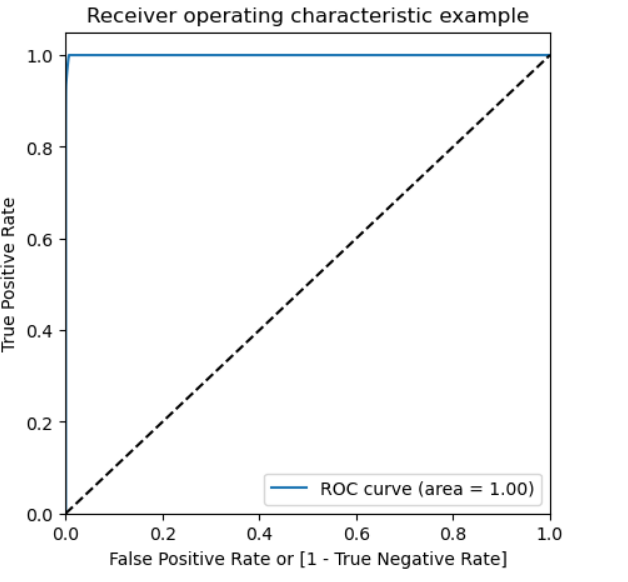 Receiver operating characteristic example
1.0
0.8
0.6
0.4
0.2
0.0
True Positive Rate
ROC curve (area = 1.00)
0.0 0.2 0.4 0.6 0.8 1.0
False Positive Rate or [1 - True Negative Rate]